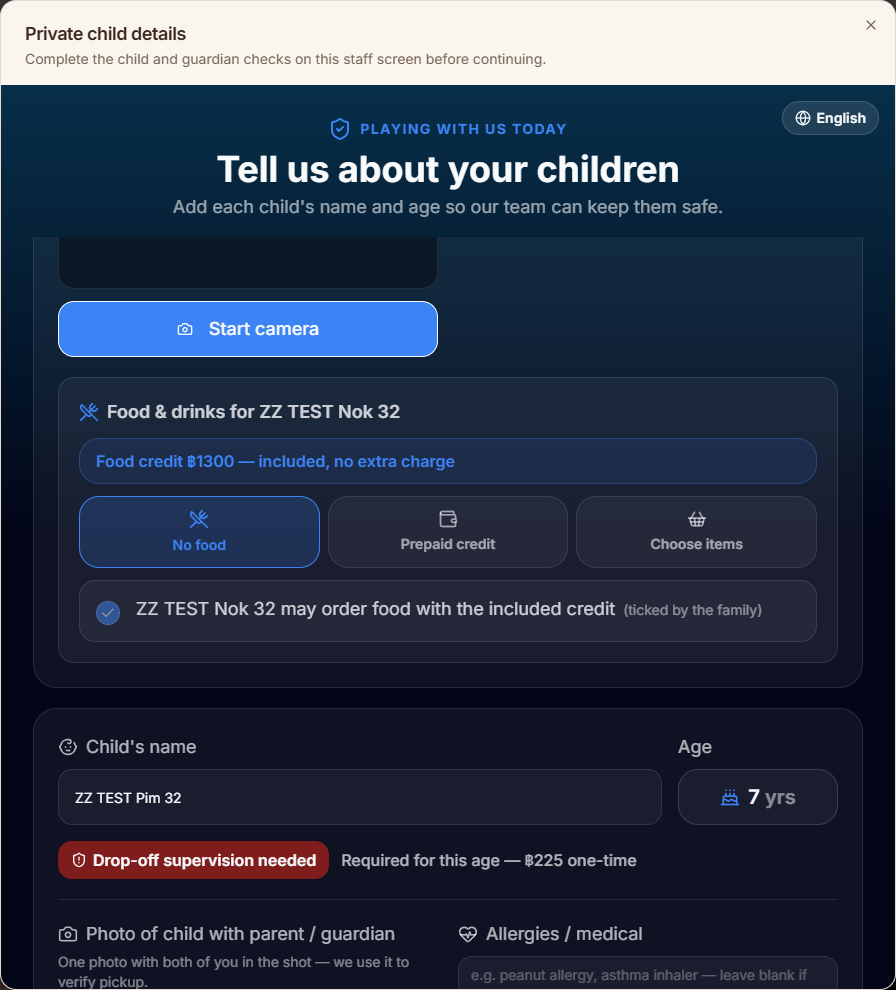 Private child details
Complete the child and guardian checks on this staff screen before continuing.
English
PLAYING WITH US TODAY
Tell us about your children
Add each child's name and age so our team can keep them safe.
Start camera
Food & drinks for ZZ TEST Nok 32
Food credit ฿1300 — included, no extra charge
No food
Prepaid credit
Choose items
ZZ TEST Nok 32 may order food with the included credit (ticked by the family)
Child's name
Age
ZZ TEST Pim 32
7 yrs
Drop-off supervision needed
Required for this age — ฿225 one-time
Photo of child with parent / guardian
One photo with both of you in the shot — we use it to
verify pickup.
Allergies / medical
e.g. peanut allergy, asthma inhaler — leave blank if